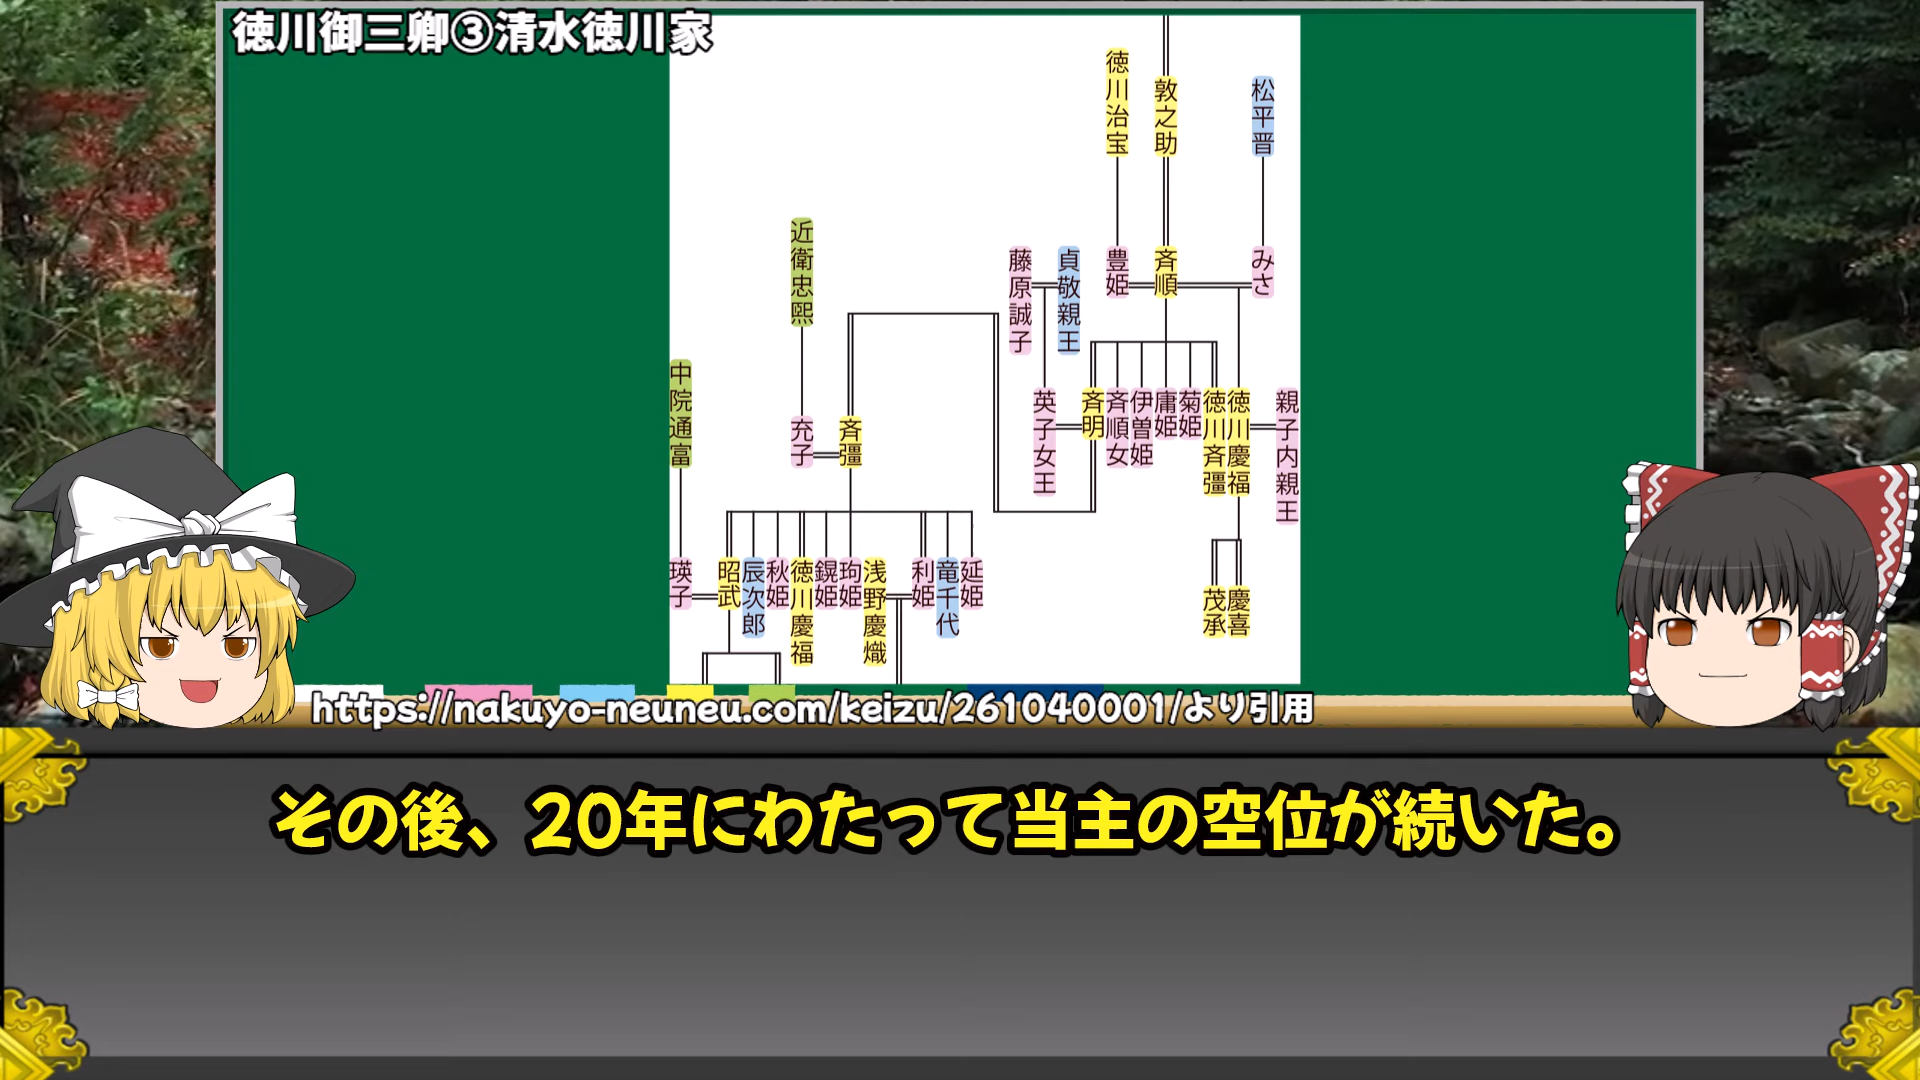 徳川御三卿③清水徳川家
徳川治宝
敦之助
松平晋
近衛忠熙
藤原誠子
貞敬親王
豊姫
斉順
みさ
中院通富
充子
斉彊
英子女王
斉明
斉順女
伊曽姫
庸姫
菊姫
徳川斉彊
徳川慶福
親子内親王
瑛子
昭武
辰次郎
秋姫
徳川慶福
鐄姫
玽姫
浅野慶熾
利姫
竜千代
延姫
茂承
慶喜
https://nakuyo-neuneu.com/keizu/261040001/より引用
その後、20年にわたって当主の空位が続いた。